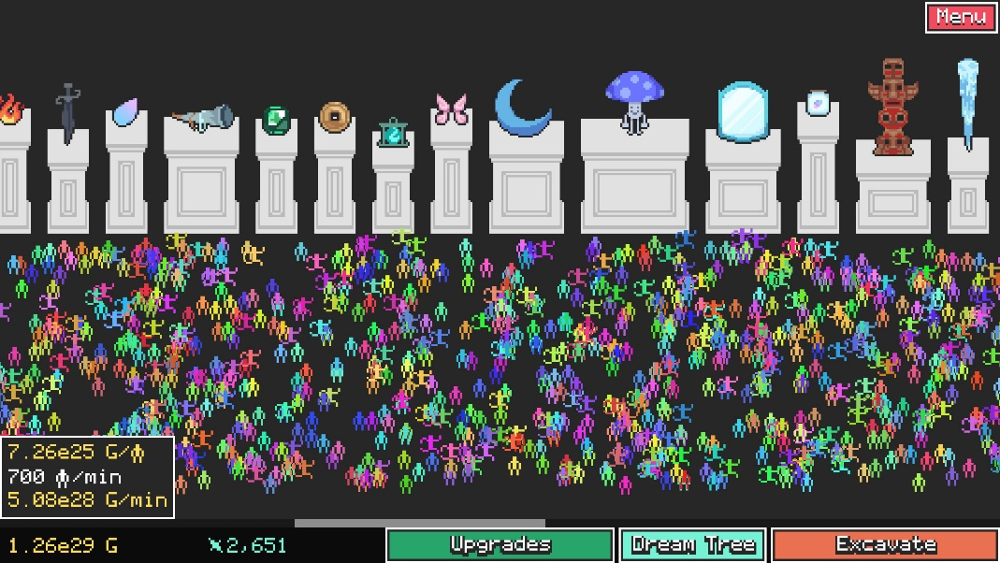 Menu
7.26e25 G/
700 /min
5.08e28 G/min
1.26e29 G
2,651
Upgrades
Dream Tree
Excavate